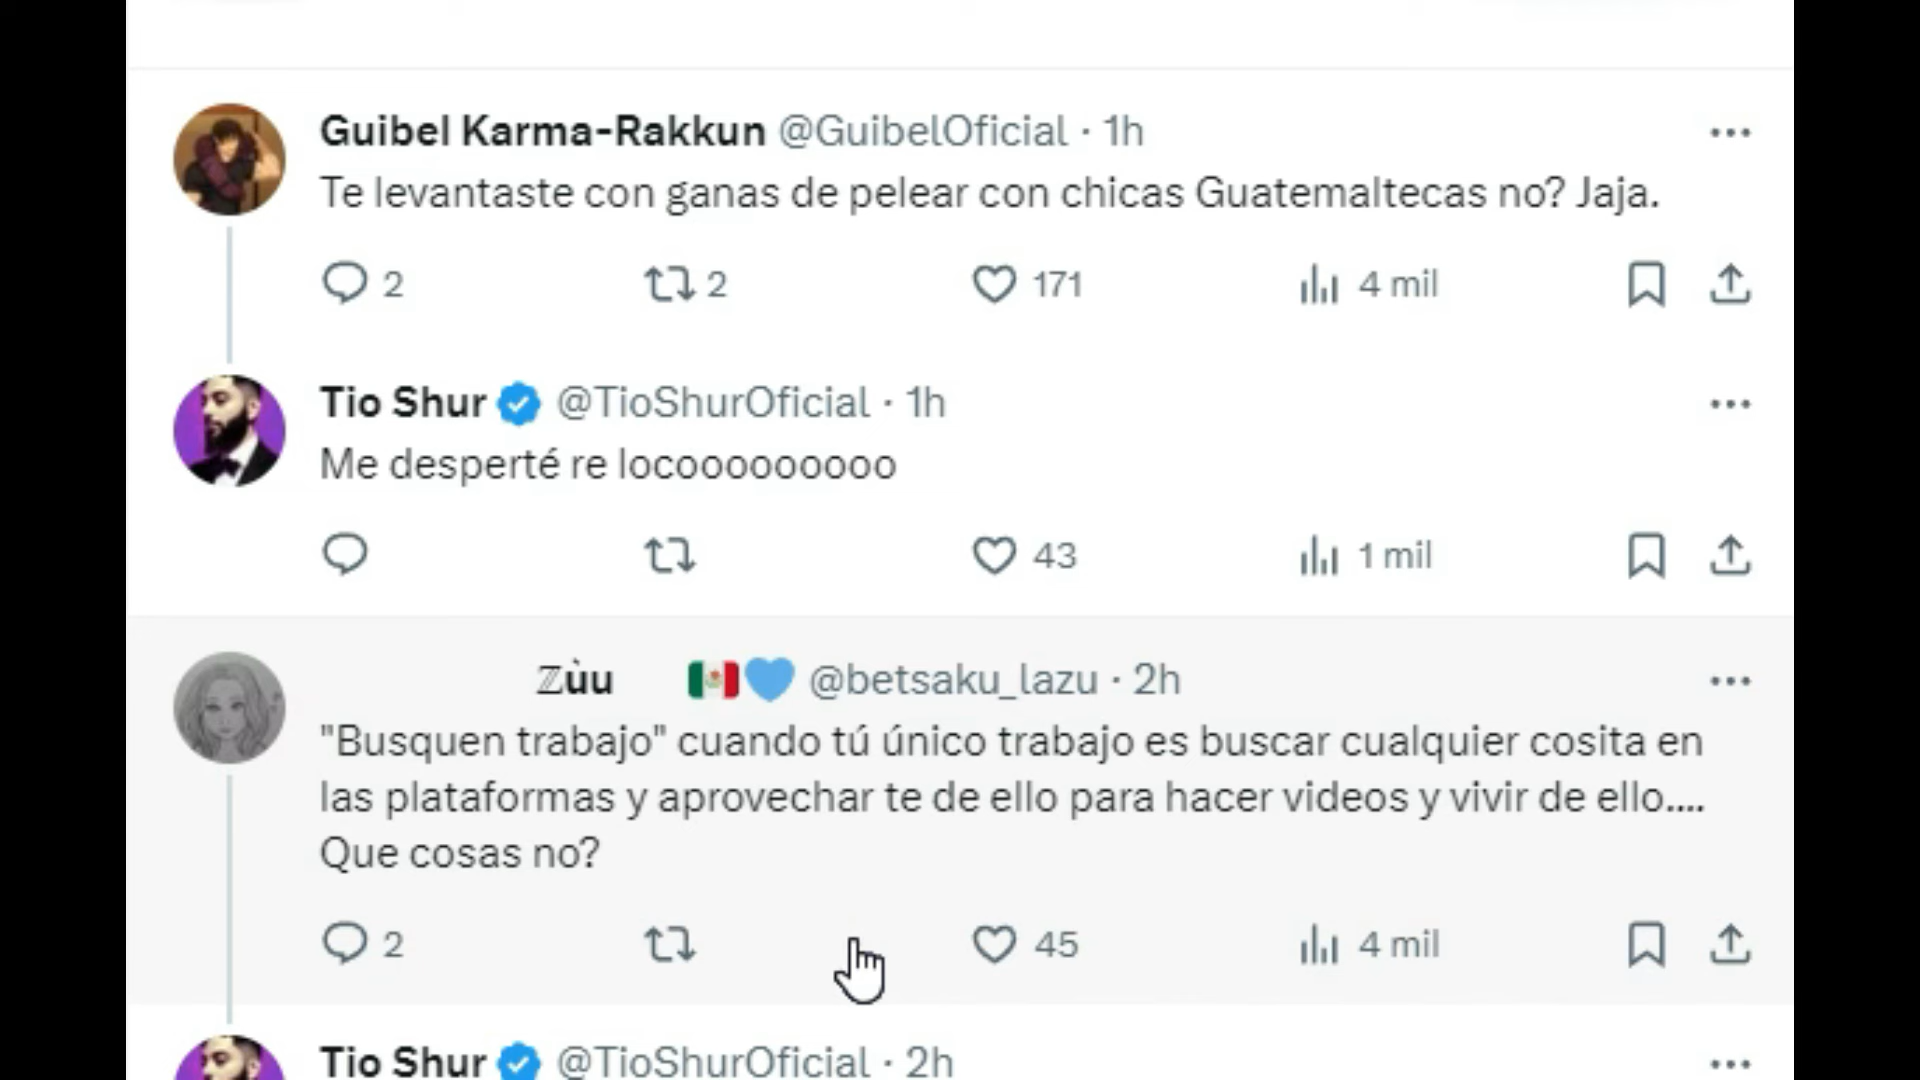 Guibel Karma-Rakkun @GuibelOficial · 1h
Te levantaste con ganas de pelear con chicas Guatemaltecas no? Jaja.
2 2 171 4 mil
Tio Shur @TioShurOficial · 1h
Me desperté re locooooooooo
43 1 mil
ℤùu 🇲🇽💙 @betsaku_lazu · 2h
"Busquen trabajo" cuando tú único trabajo es buscar cualquier cosita en
las plataformas y aprovechar te de ello para hacer videos y vivir de ello....
Que cosas no?
2 45 4 mil
Tio Shur @TioShurOficial · 2h